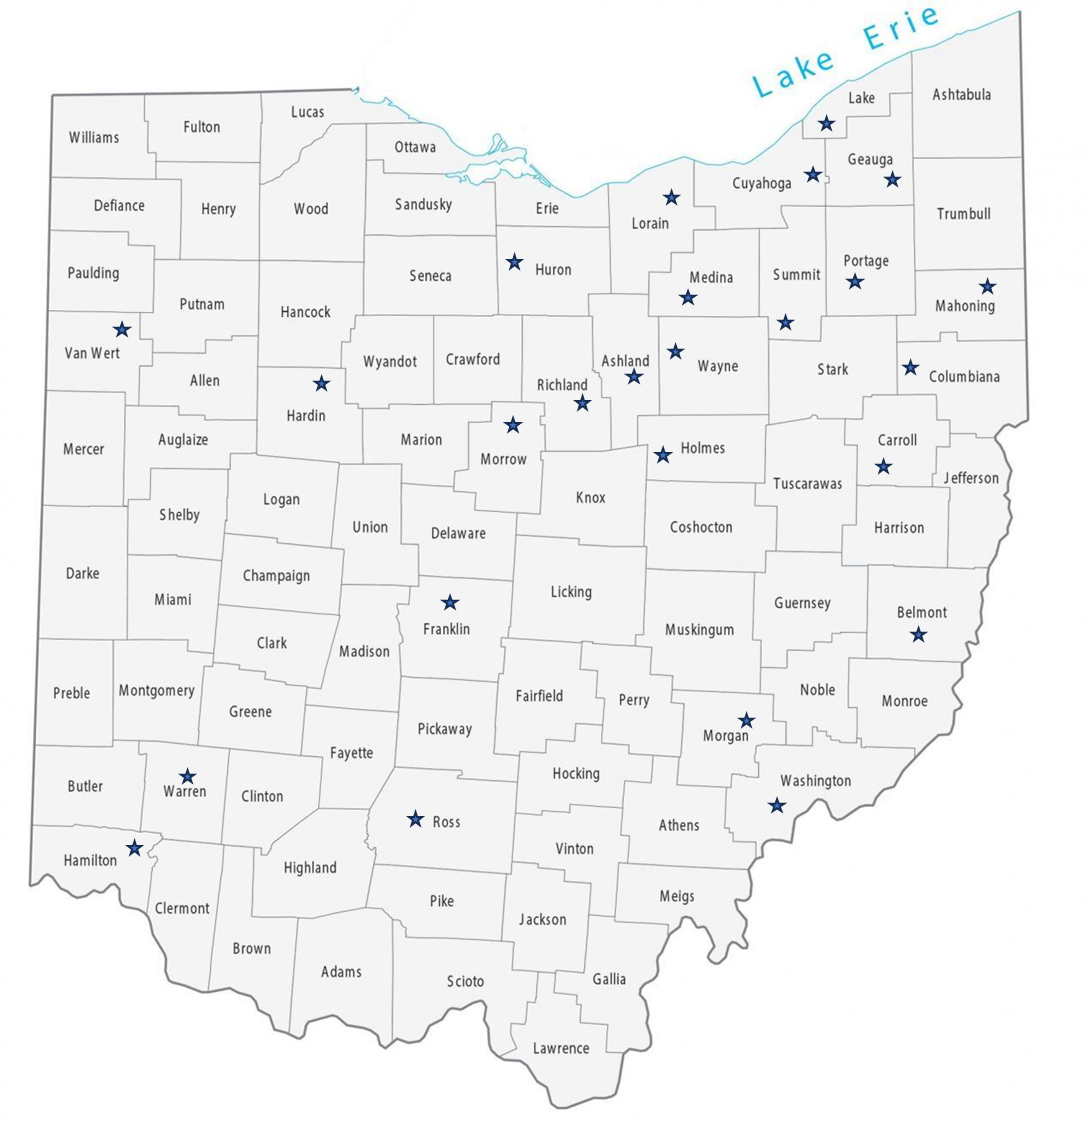 Lake Erie
Lake
Ashtabula
Williams
Fulton
Lucas
Ottawa
Geauga
Cuyahoga
Defiance
Henry
Wood
Sandusky
Erie
Lorain
Trumbull
Paulding
Putnam
Hancock
Seneca
Huron
Medina
Summit
Portage
Mahoning
Van Wert
Allen
Wyandot
Crawford
Richland
Ashland
Wayne
Stark
Columbiana
Hardin
Mercer
Auglaize
Marion
Morrow
Holmes
Carroll
Jefferson
Logan
Knox
Tuscarawas
Shelby
Union
Delaware
Coshocton
Harrison
Darke
Champaign
Miami
Licking
Guernsey
Belmont
Clark
Madison
Franklin
Muskingum
Preble
Montgomery
Greene
Fairfield
Perry
Noble
Monroe
Pickaway
Morgan
Fayette
Butler
Warren
Clinton
Hocking
Washington
Ross
Athens
Hamilton
Highland
Vinton
Clermont
Pike
Jackson
Meigs
Brown
Adams
Scioto
Gallia
Lawrence